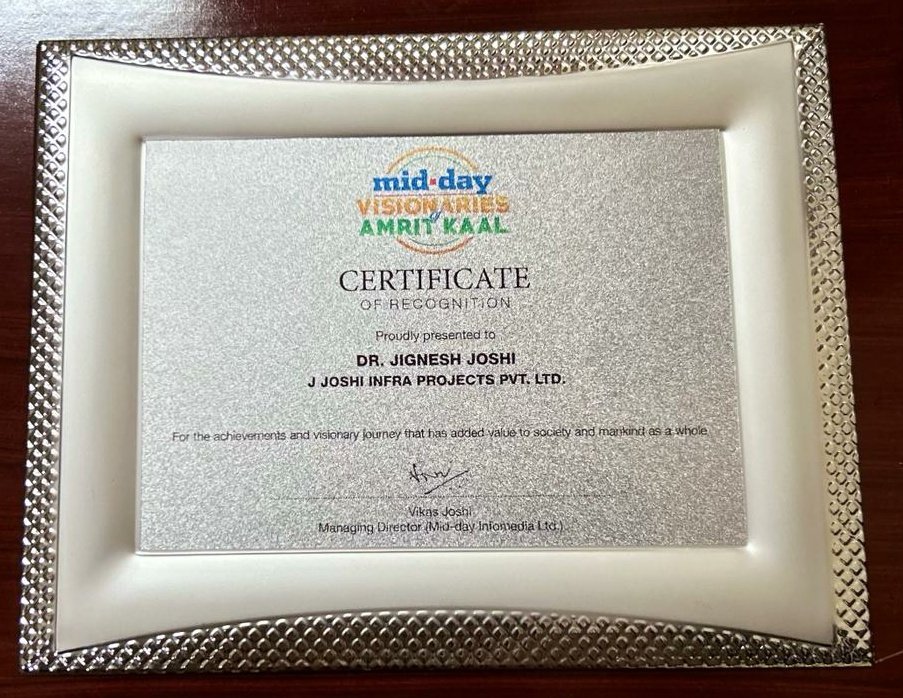 mid-day
VISIONARIES
of
AMRIT KAAL
CERTIFICATE
OF RECOGNITION
Proudly presented to
DR. JIGNESH JOSHI
J JOSHI INFRA PROJECTS PVT. LTD.
For the achievements and visionary journey that has added value to society and mankind as a whole
Vikas Joshi
Managing Director (Mid-day Infomedia Ltd.)